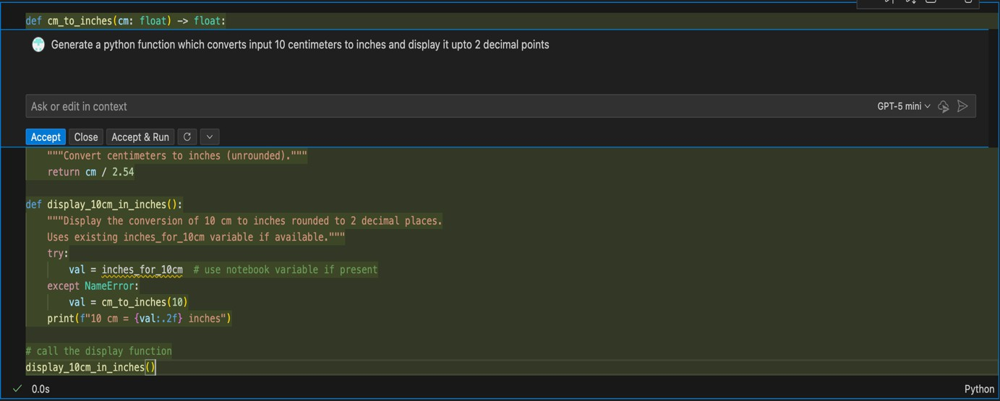 def cm_to_inches(cm: float) -> float:
Generate a python function which converts input 10 centimeters to inches and display it upto 2 decimal points
Ask or edit in context
GPT-5 mini
Accept
Close
Accept & Run
"""Convert centimeters to inches (unrounded)."""
return cm / 2.54
def display_10cm_in_inches():
"""Display the conversion of 10 cm to inches rounded to 2 decimal places.
Uses existing inches_for_10cm variable if available."""
try:
val = inches_for_10cm  # use notebook variable if present
except NameError:
val = cm_to_inches(10)
print(f"10 cm = {val:.2f} inches")
# call the display function
display_10cm_in_inches()
0.0s
Python